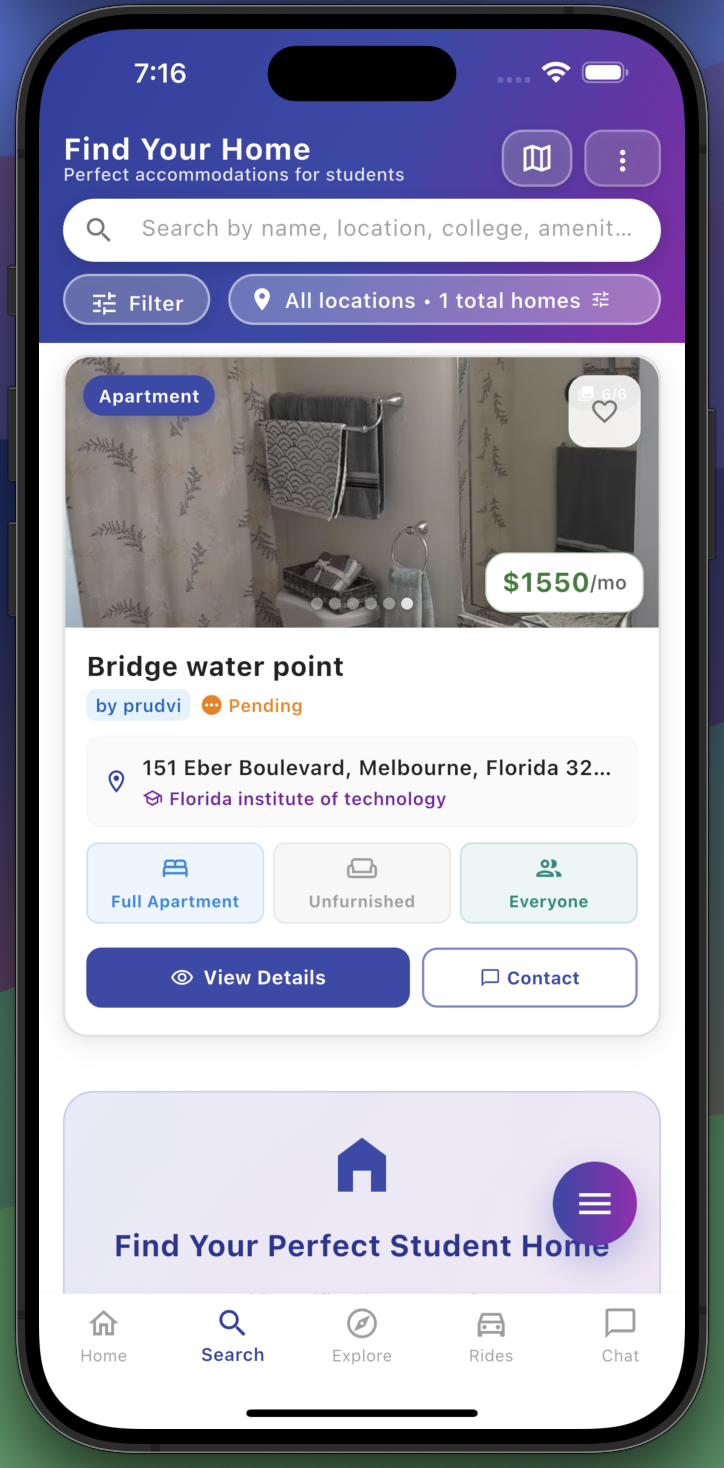 7:16
Find Your Home
Perfect accommodations for students
Search by name, location, college, amenit...
Filter
All locations • 1 total homes
Apartment
6/6
$1550/mo
Bridge water point
by prudvi
Pending
151 Eber Boulevard, Melbourne, Florida 32...
Florida institute of technology
Full Apartment
Unfurnished
Everyone
View Details
Contact
Find Your Perfect Student Home
Home
Search
Explore
Rides
Chat